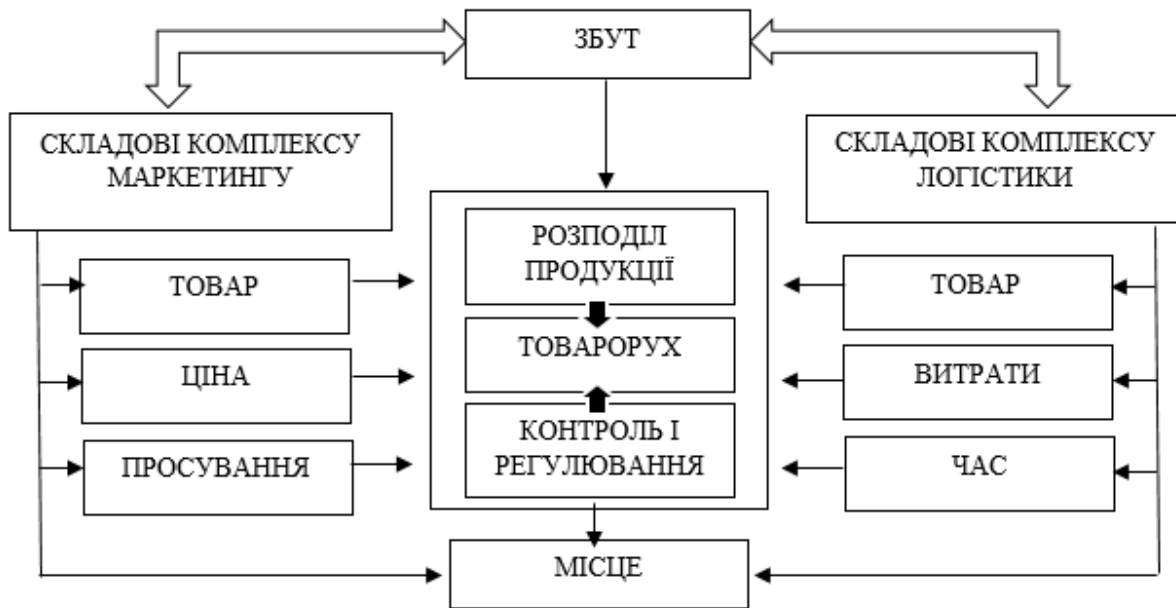 ЗБУТ
СКЛАДОВІ КОМПЛЕКСУ
МАРКЕТИНГУ
СКЛАДОВІ КОМПЛЕКСУ
ЛОГІСТИКИ
РОЗПОДІЛ
ПРОДУКЦІЇ
ТОВАР
ТОВАР
ТОВАРОРУХ
ЦІНА
ВИТРАТИ
КОНТРОЛЬ І
РЕГУЛЮВАННЯ
ПРОСУВАННЯ
ЧАС
МІСЦЕ